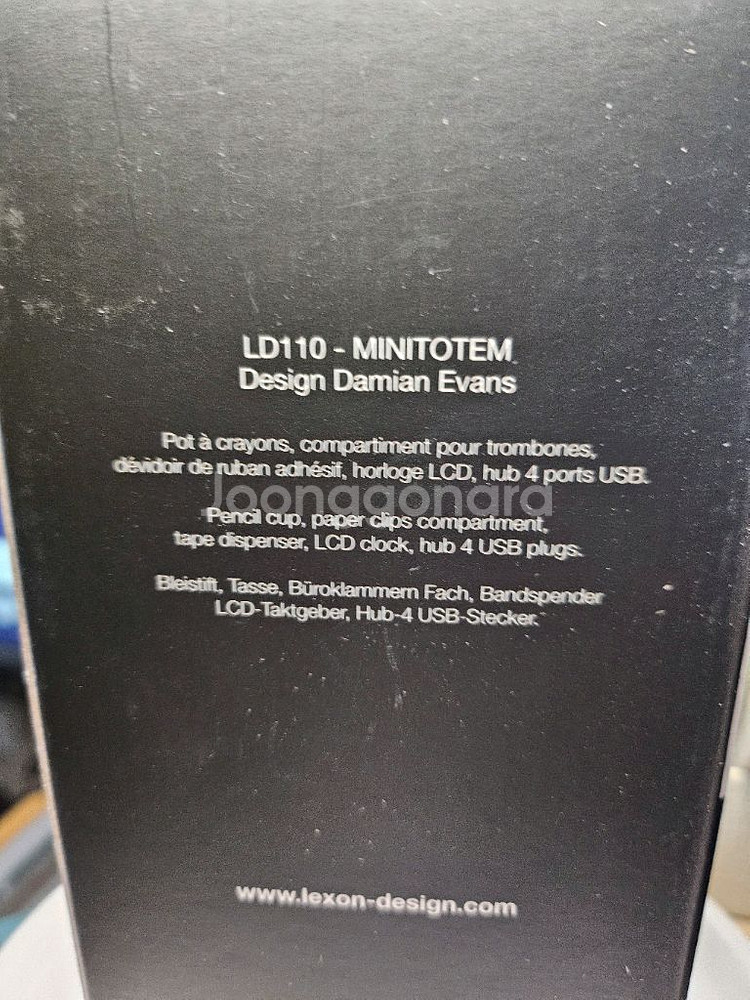 LD110 - MINITOTEM
Design Damian Evans
Pot à crayons, compartiment pour trombones,
dévidoir de ruban adhésif, horloge LCD, hub 4 ports USB.
Joonggonara
Pencil cup, paper clips compartment,
tape dispenser, LCD clock, hub 4 USB plugs.
Bleistift, Tasse, Büroklammern Fach, Bandspender
LCD-Taktgeber, Hub-4 USB-Stecker.
www.lexon-design.com